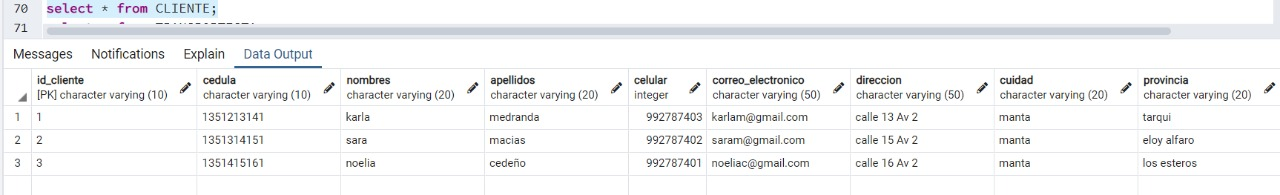 70 select * from CLIENTE;
71
Messages Notifications Explain Data Output
id_cliente cedula nombres apellidos celular correo_electronico direccion cuidad provincia
[PK] character varying (10) character varying (10) character varying (20) character varying (20) integer character varying (50) character varying (50) character varying (20) character varying (20)
1 1 1351213141 karla medranda 992787403 karlam@gmail.com calle 13 Av 2 manta tarqui
2 2 1351314151 sara macias 992787402 saram@gmail.com calle 15 Av 2 manta eloy alfaro
3 3 1351415161 noelia cedeño 992787401 noeliac@gmail.com calle 16 Av 2 manta los esteros